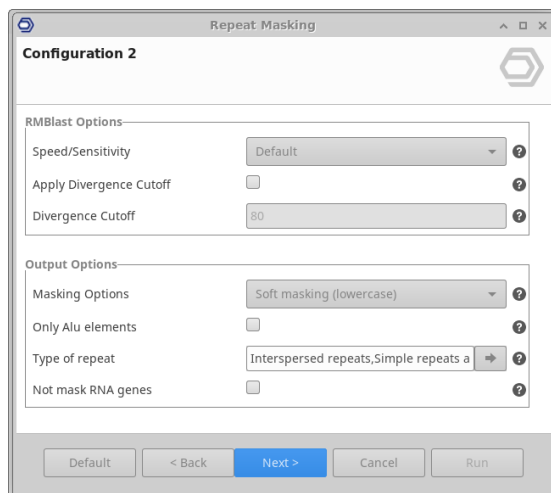 Repeat Masking
Configuration 2
RMBlast Options
Speed/Sensitivity Default
Apply Divergence Cutoff
Divergence Cutoff 80
Output Options
Masking Options Soft masking (lowercase)
Only Alu elements
Type of repeat Interspersed repeats,Simple repeats a
Not mask RNA genes
Default < Back Next > Cancel Run